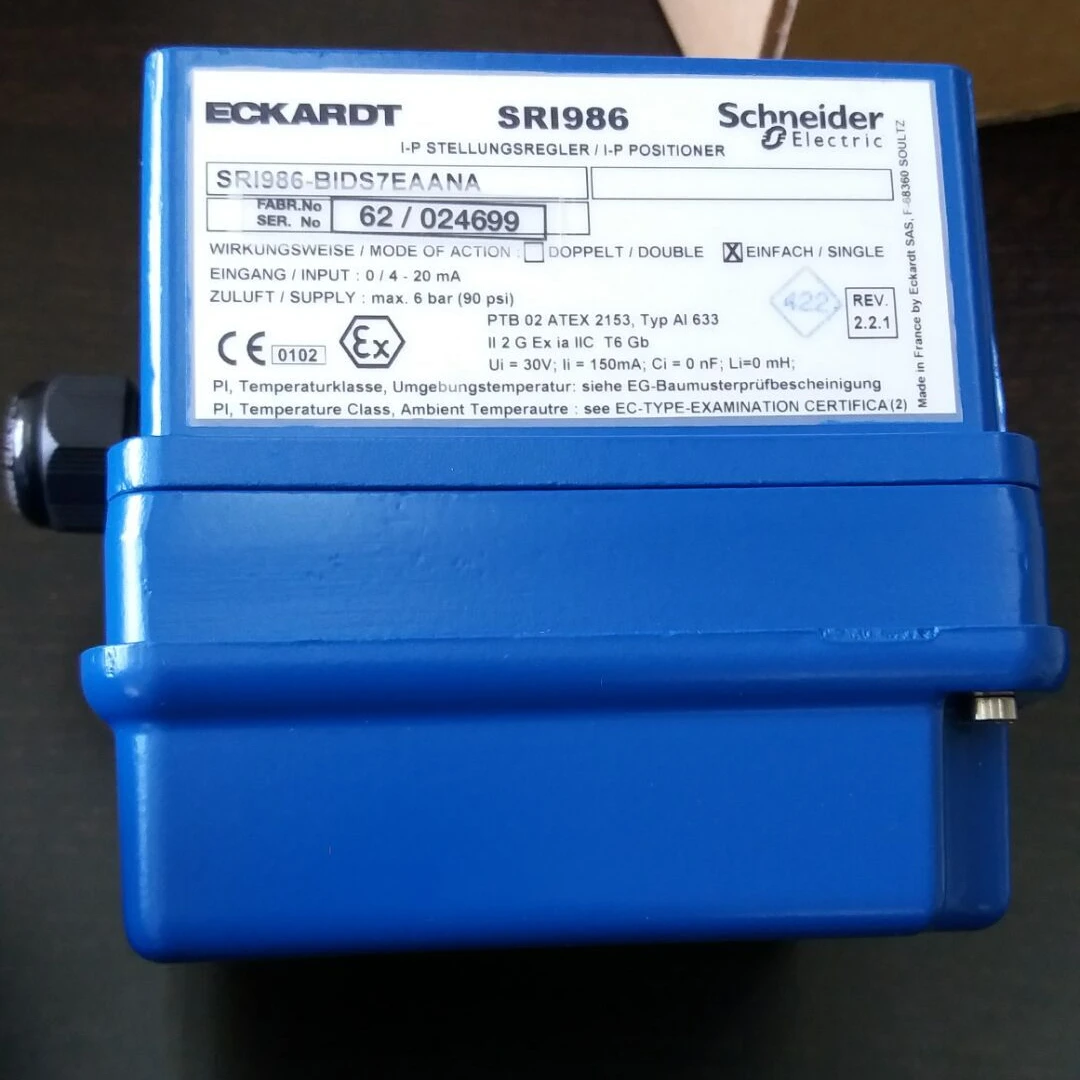 ECKARDT SRI986 Schneider Electric
I-P STELLUNGSREGLER / I-P POSITIONER
SRI986-BIDS7EAANA
FABR.No
SER. No 62 / 024699
WIRKUNGSWEISE / MODE OF ACTION : DOPPELT / DOUBLE X EINFACH / SINGLE
EINGANG / INPUT : 0 / 4 - 20 mA
ZULUFT / SUPPLY : max. 6 bar (90 psi)
422
REV.
2.2.1
CE 0102 Ex
PTB 02 ATEX 2153, Typ AI 633
II 2 G Ex ia IIC T6 Gb
Ui = 30V; Ii = 150mA; Ci = 0 nF; Li=0 mH;
PI, Temperaturklasse, Umgebungstemperatur: siehe EG-Baumusterprüfbescheinigung
PI, Temperature Class, Ambient Temperautre : see EC-TYPE-EXAMINATION CERTIFICA (2)
Made in France by Eckardt SAS, F-68360 SOULTZ